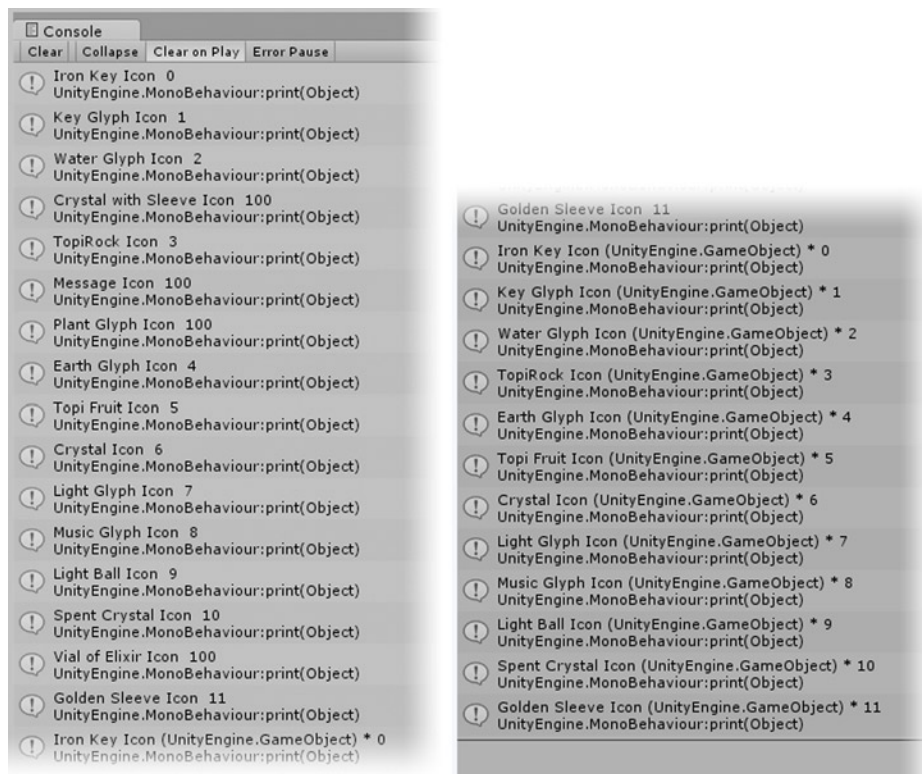 Console
Clear Collapse Clear on Play Error Pause
Iron Key Icon 0
UnityEngine.MonoBehaviour:print(Object)
Key Glyph Icon 1
UnityEngine.MonoBehaviour:print(Object)
Water Glyph Icon 2
UnityEngine.MonoBehaviour:print(Object)
Crystal with Sleeve Icon 100
UnityEngine.MonoBehaviour:print(Object)
TopiRock Icon 3
UnityEngine.MonoBehaviour:print(Object)
Message Icon 100
UnityEngine.MonoBehaviour:print(Object)
Plant Glyph Icon 100
UnityEngine.MonoBehaviour:print(Object)
Earth Glyph Icon 4
UnityEngine.MonoBehaviour:print(Object)
Topi Fruit Icon 5
UnityEngine.MonoBehaviour:print(Object)
Crystal Icon 6
UnityEngine.MonoBehaviour:print(Object)
Light Glyph Icon 7
UnityEngine.MonoBehaviour:print(Object)
Music Glyph Icon 8
UnityEngine.MonoBehaviour:print(Object)
Light Ball Icon 9
UnityEngine.MonoBehaviour:print(Object)
Spent Crystal Icon 10
UnityEngine.MonoBehaviour:print(Object)
Vial of Elixir Icon 100
UnityEngine.MonoBehaviour:print(Object)
Golden Sleeve Icon 11
UnityEngine.MonoBehaviour:print(Object)
Iron Key Icon (UnityEngine.GameObject) * 0
UnityEngine.MonoBehaviour:print(Object)
Golden Sleeve Icon 11
UnityEngine.MonoBehaviour:print(Object)
Iron Key Icon (UnityEngine.GameObject) * 0
UnityEngine.MonoBehaviour:print(Object)
Key Glyph Icon (UnityEngine.GameObject) * 1
UnityEngine.MonoBehaviour:print(Object)
Water Glyph Icon (UnityEngine.GameObject) * 2
UnityEngine.MonoBehaviour:print(Object)
TopiRock Icon (UnityEngine.GameObject) * 3
UnityEngine.MonoBehaviour:print(Object)
Earth Glyph Icon (UnityEngine.GameObject) * 4
UnityEngine.MonoBehaviour:print(Object)
Topi Fruit Icon (UnityEngine.GameObject) * 5
UnityEngine.MonoBehaviour:print(Object)
Crystal Icon (UnityEngine.GameObject) * 6
UnityEngine.MonoBehaviour:print(Object)
Light Glyph Icon (UnityEngine.GameObject) * 7
UnityEngine.MonoBehaviour:print(Object)
Music Glyph Icon (UnityEngine.GameObject) * 8
UnityEngine.MonoBehaviour:print(Object)
Light Ball Icon (UnityEngine.GameObject) * 9
UnityEngine.MonoBehaviour:print(Object)
Spent Crystal Icon (UnityEngine.GameObject) * 10
UnityEngine.MonoBehaviour:print(Object)
Golden Sleeve Icon (UnityEngine.GameObject) * 11
UnityEngine.MonoBehaviour:print(Object)